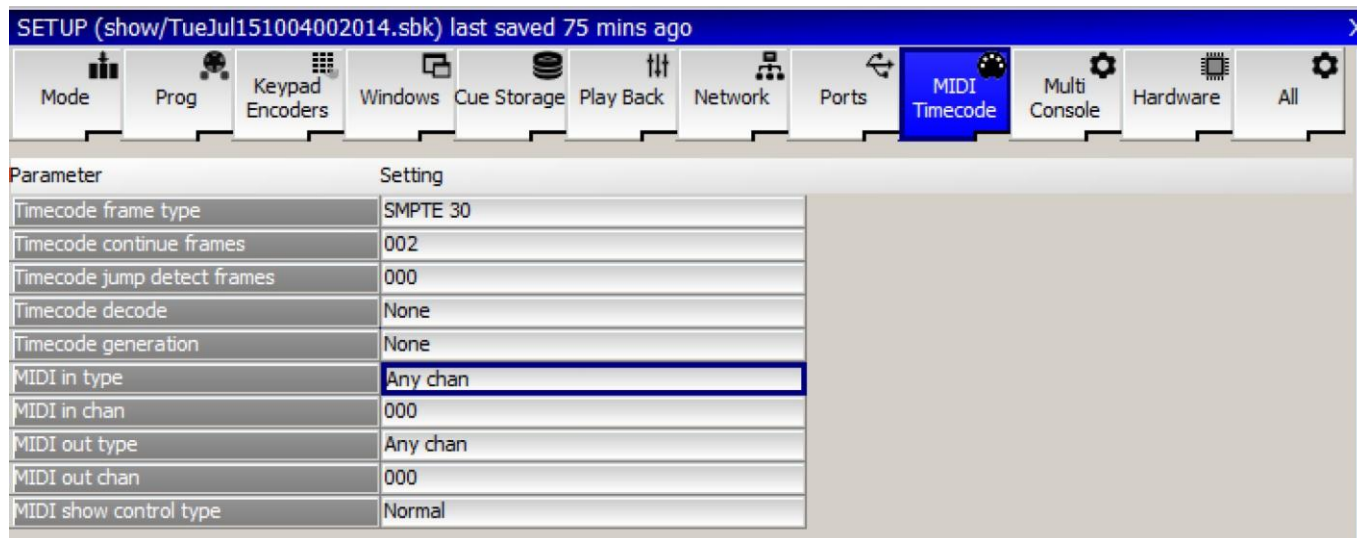 SETUP (show/TueJul151004002014.sbk) last saved 75 mins ago X
Mode Prog Keypad Encoders Windows Cue Storage Play Back Network Ports MIDI Timecode Multi Console Hardware All
Parameter Setting
Timecode frame type SMPTE 30
Timecode continue frames 002
Timecode jump detect frames 000
Timecode decode None
Timecode generation None
MIDI in type Any chan
MIDI in chan 000
MIDI out type Any chan
MIDI out chan 000
MIDI show control type Normal